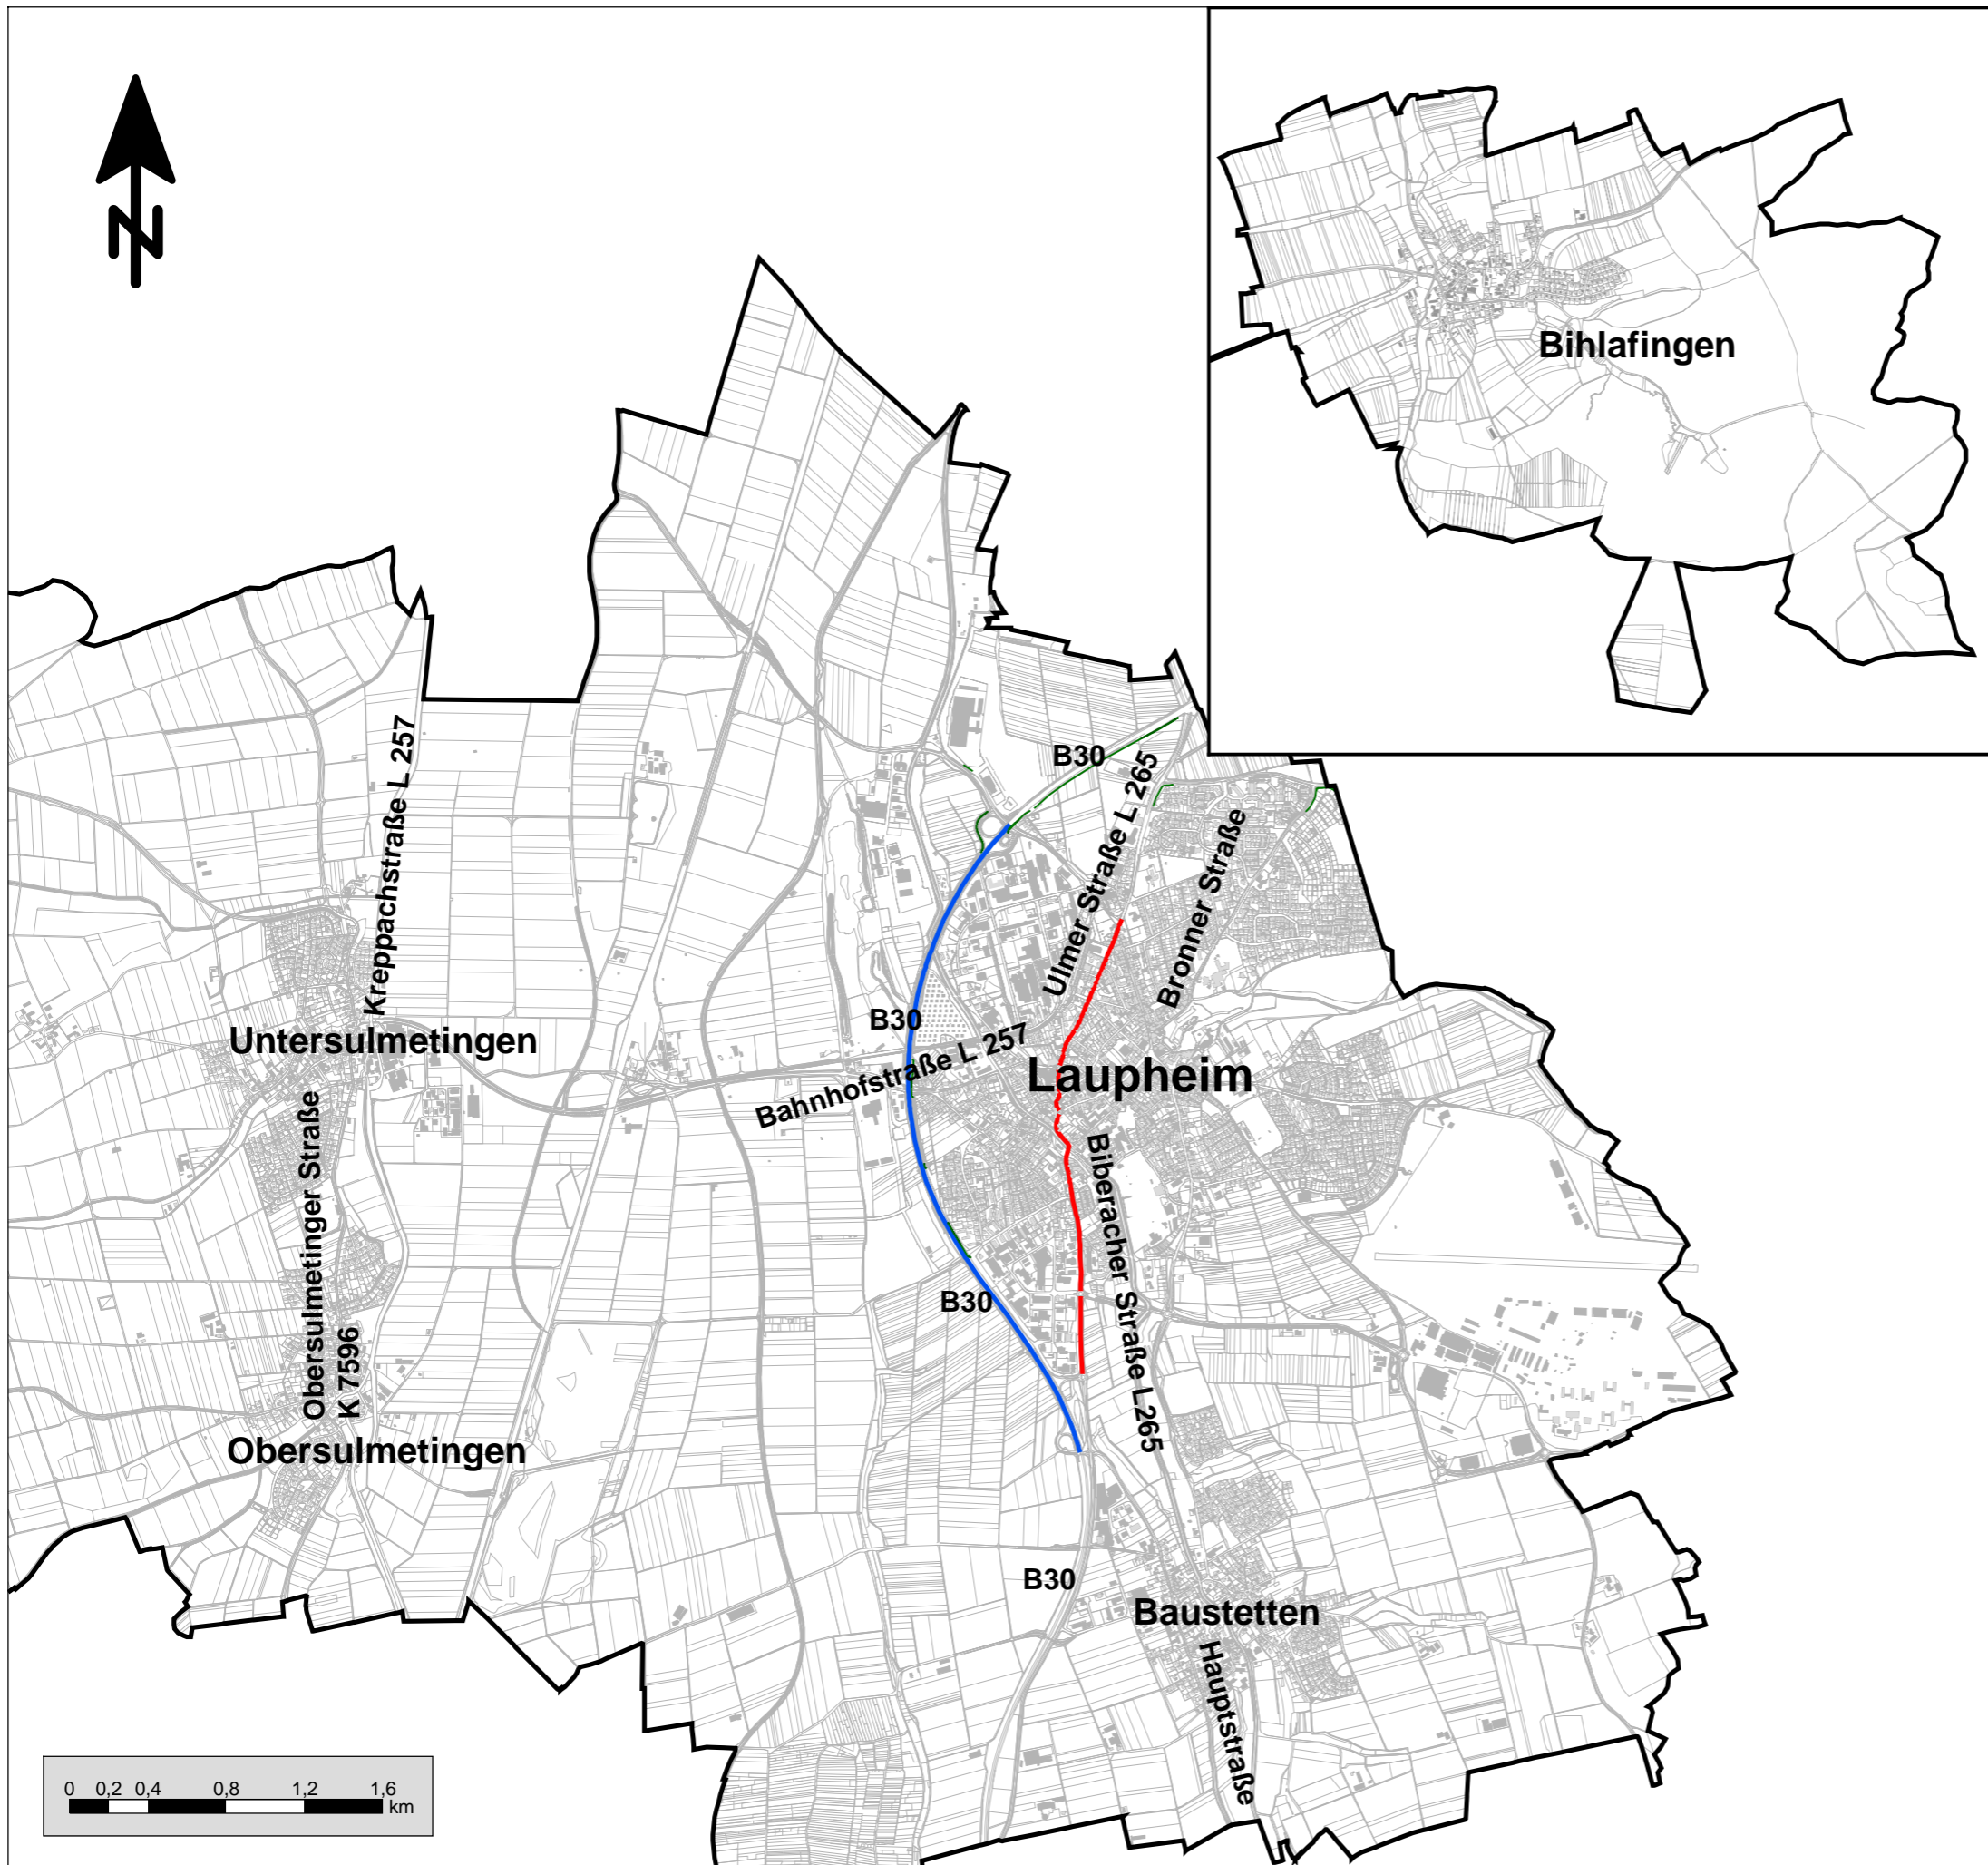 N
Bihlafingen
B30
Kreppachstraße L 257
Ulmer Straße L 265
Bronner Straße
B30
Untersulmetingen
Bahnhofstraße L 257
Laupheim
Obersulmetinger Straße
K 7596
Biberacher Straße L265
B30
Obersulmetingen
B30
Baustetten
Hauptstraße
0 0,2 0,4 0,8 1,2 1,6
km